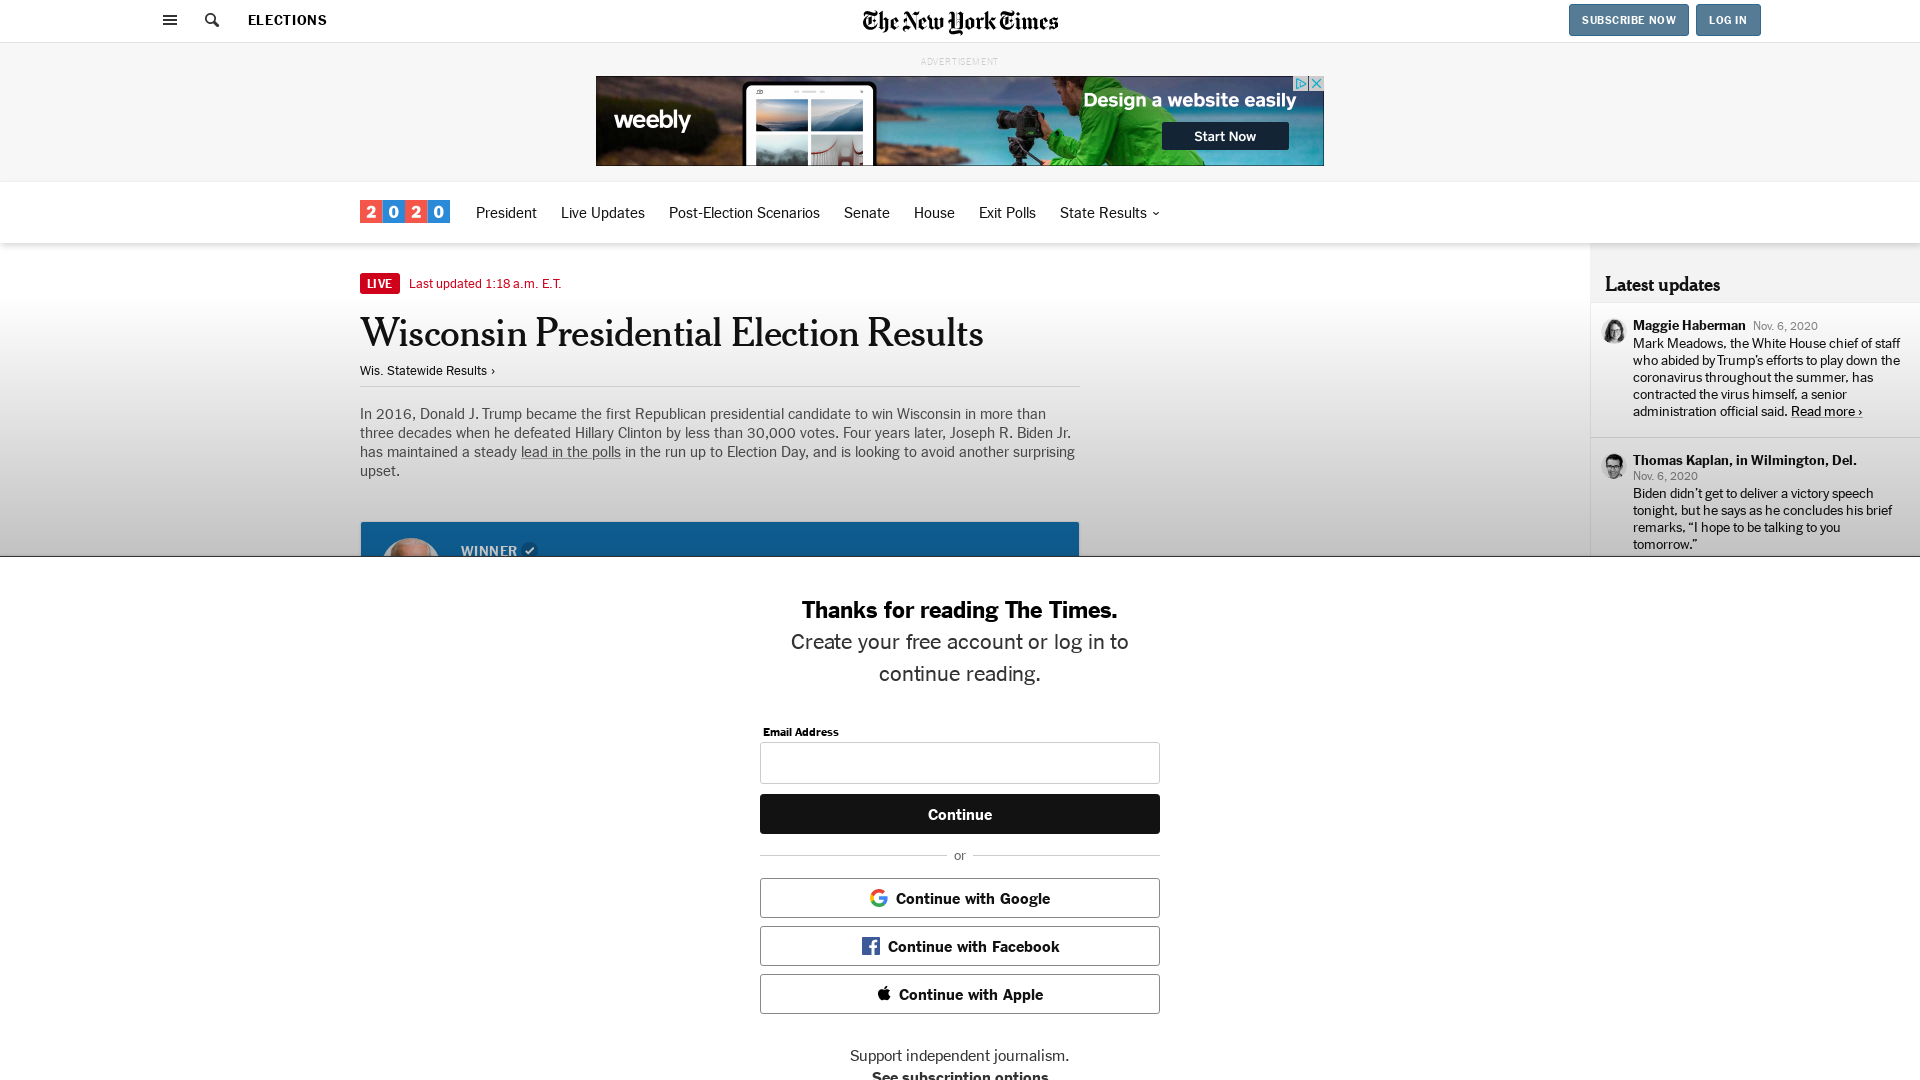 ELECTIONS
The New York Times
SUBSCRIBE NOW
LOG IN
ADVERTISEMENT
weebly
Design a website easily
Start Now
2020
President
Live Updates
Post-Election Scenarios
Senate
House
Exit Polls
State Results
LIVE
Last updated 1:18 a.m. E.T.
Wisconsin Presidential Election Results
Wis. Statewide Results ›
In 2016, Donald J. Trump became the first Republican presidential candidate to win Wisconsin in more than
three decades when he defeated Hillary Clinton by less than 30,000 votes. Four years later, Joseph R. Biden Jr.
has maintained a steady lead in the polls in the run up to Election Day, and is looking to avoid another surprising
upset.
WINNER
Latest updates
Maggie Haberman Nov. 6, 2020
Mark Meadows, the White House chief of staff
who abided by Trump’s efforts to play down the
coronavirus throughout the summer, has
contracted the virus himself, a senior
administration official said. Read more ›
Thomas Kaplan, in Wilmington, Del.
Nov. 6, 2020
Biden didn’t get to deliver a victory speech
tonight, but he says as he concludes his brief
remarks, “I hope to be talking to you
tomorrow.”
Thanks for reading The Times.
Create your free account or log in to
continue reading.
Email Address
Continue
or
Continue with Google
Continue with Facebook
Continue with Apple
Support independent journalism.
See subscription options